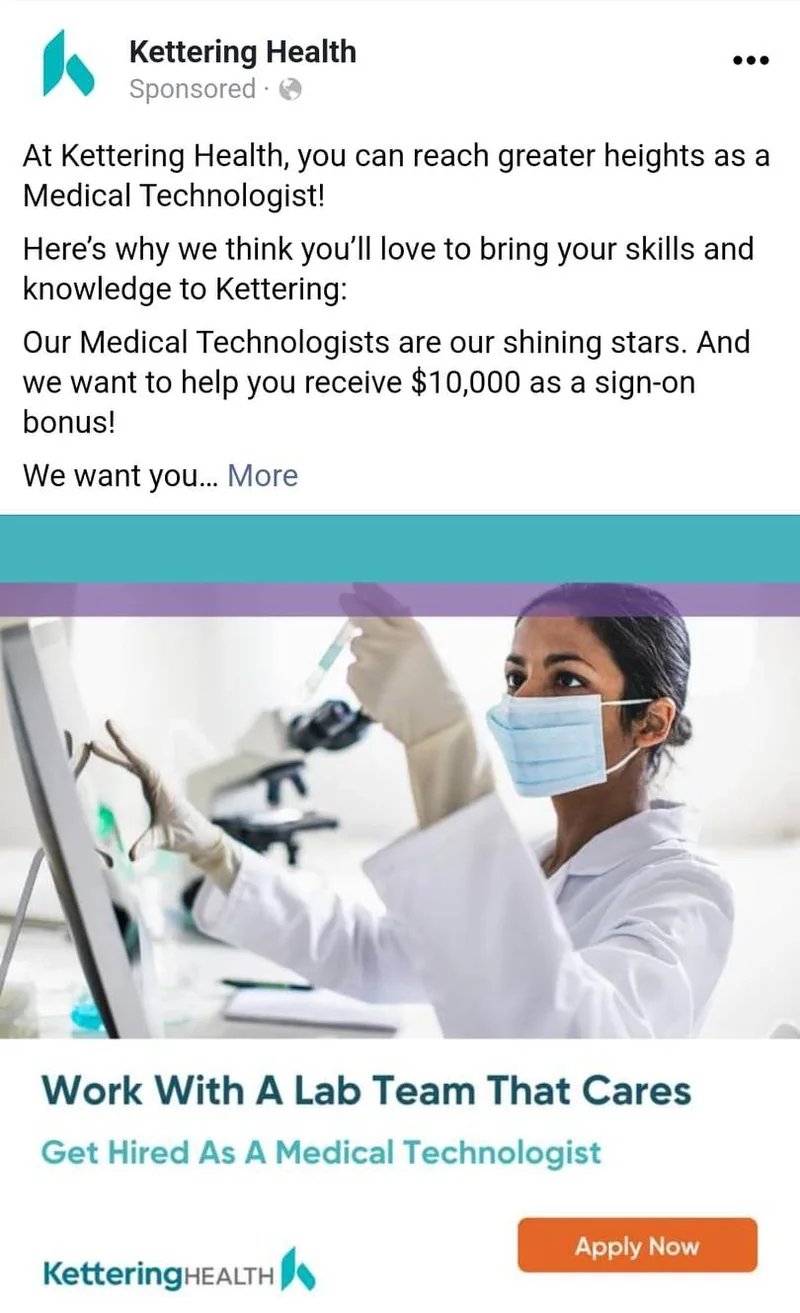 Kettering Health
Sponsored ·
At Kettering Health, you can reach greater heights as a
Medical Technologist!
Here’s why we think you’ll love to bring your skills and
knowledge to Kettering:
Our Medical Technologists are our shining stars. And
we want to help you receive $10,000 as a sign-on
bonus!
We want you... More
Work With A Lab Team That Cares
Get Hired As A Medical Technologist
Apply Now
KetteringHEALTH